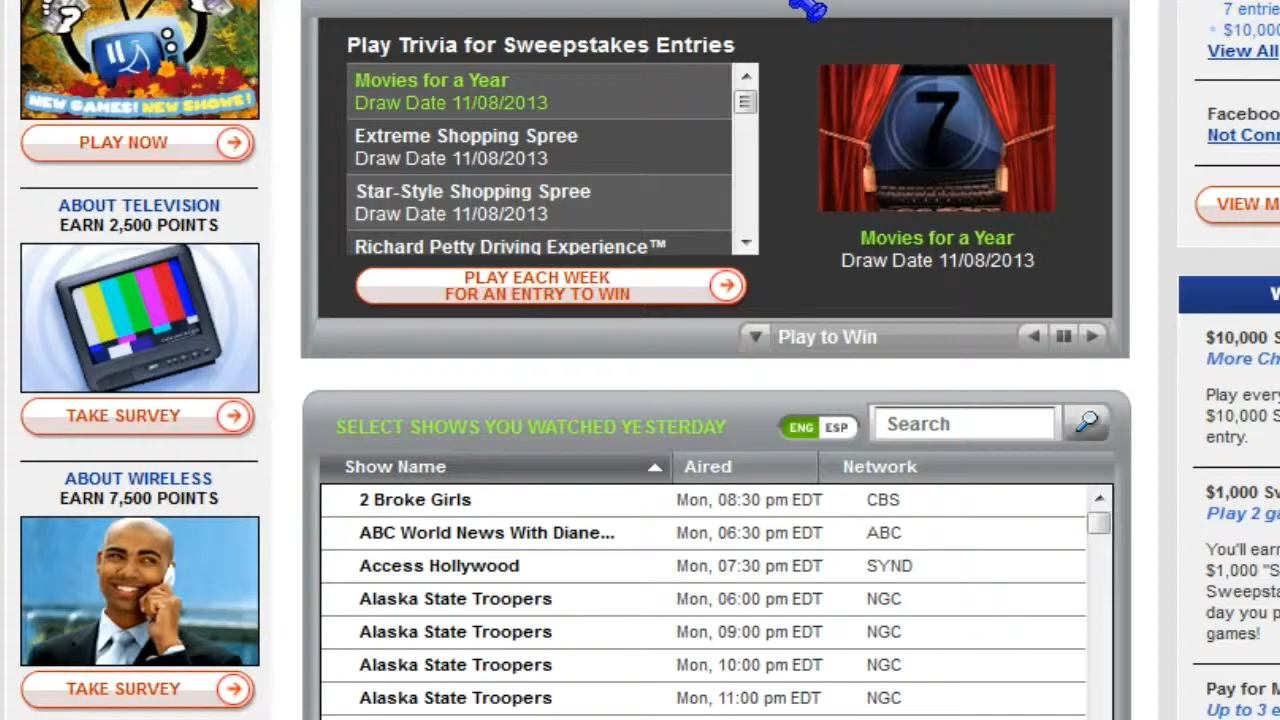 NEW GAMES! NEW SHOWS!
PLAY NOW
ABOUT TELEVISION
EARN 2,500 POINTS
TAKE SURVEY
ABOUT WIRELESS
EARN 7,500 POINTS
TAKE SURVEY
Play Trivia for Sweepstakes Entries
Movies for a Year
Draw Date 11/08/2013
Extreme Shopping Spree
Draw Date 11/08/2013
Star-Style Shopping Spree
Draw Date 11/08/2013
Richard Petty Driving Experience™
PLAY EACH WEEK
FOR AN ENTRY TO WIN
7
Movies for a Year
Draw Date 11/08/2013
Play to Win
SELECT SHOWS YOU WATCHED YESTERDAY
ENG ESP
Search
Show Name Aired Network
2 Broke Girls Mon, 08:30 pm EDT CBS
ABC World News With Diane... Mon, 06:30 pm EDT ABC
Access Hollywood Mon, 07:30 pm EDT SYND
Alaska State Troopers Mon, 06:00 pm EDT NGC
Alaska State Troopers Mon, 09:00 pm EDT NGC
Alaska State Troopers Mon, 10:00 pm EDT NGC
Alaska State Troopers Mon, 11:00 pm EDT NGC
7 entrie
$10,000
View All
Faceboo
Not Conn
VIEW M
$10,000 S
More Ch
Play every
$10,000 S
entry.
$1,000 Sw
Play 2 ga
You'll earn
$1,000 "S
Sweepsta
day you p
games!
Pay for M
Up to 3 e